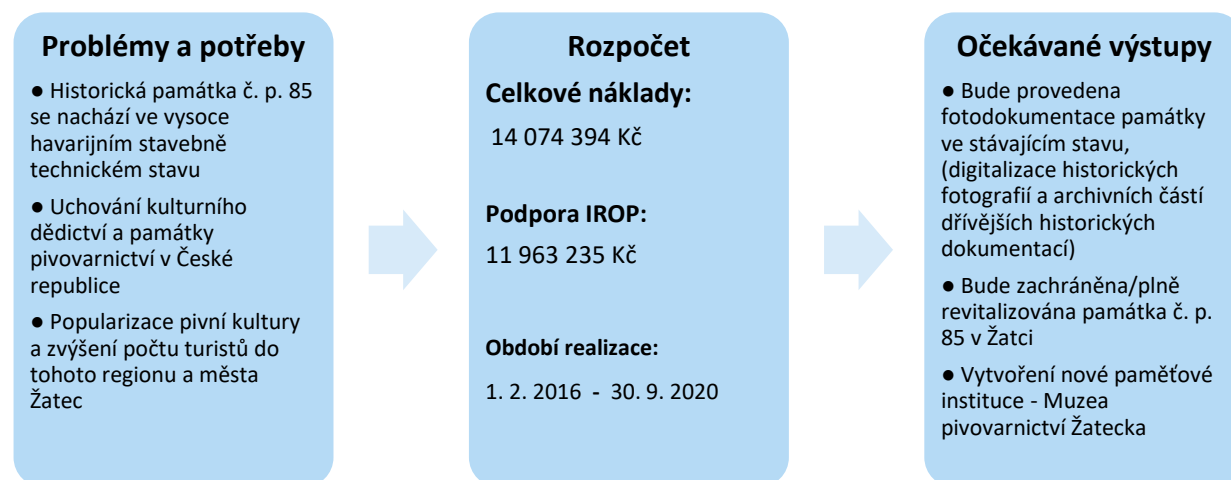 Problémy a potřeby
● Historická památka č. p. 85
se nachází ve vysoce
havarijním stavebně
technickém stavu
● Uchování kulturního
dědictví a památky
pivovarnictví v České
republice
● Popularizace pivní kultury
a zvýšení počtu turistů do
tohoto regionu a města
Žatec
Rozpočet
Celkové náklady:
14 074 394 Kč
Podpora IROP:
11 963 235 Kč
Období realizace:
1. 2. 2016 - 30. 9. 2020
Očekávané výstupy
● Bude provedena
fotodokumentace památky
ve stávajícím stavu,
(digitalizace historických
fotografií a archivních částí
dřívějších historických
dokumentací)
● Bude zachráněna/plně
revitalizována památka č. p.
85 v Žatci
● Vytvoření nové paměťové
instituce - Muzea
pivovarnictví Žatecka